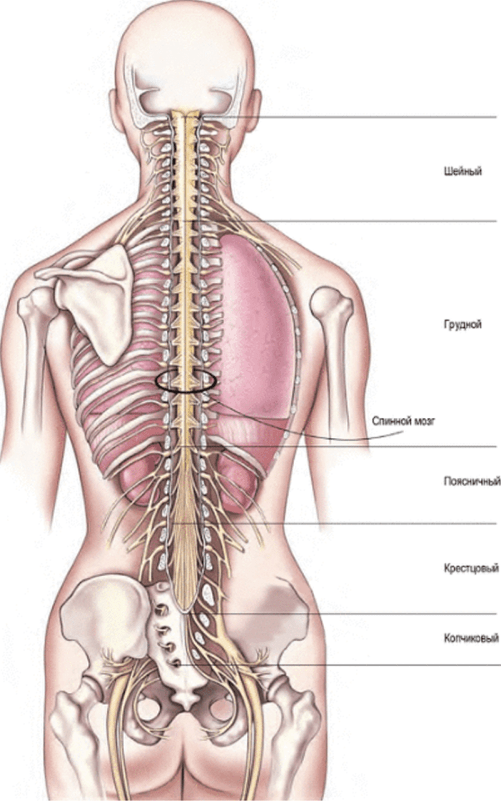 Шейный
Грудной
Спинной мозг
Поясничный
Крестцовый
Копчиковый